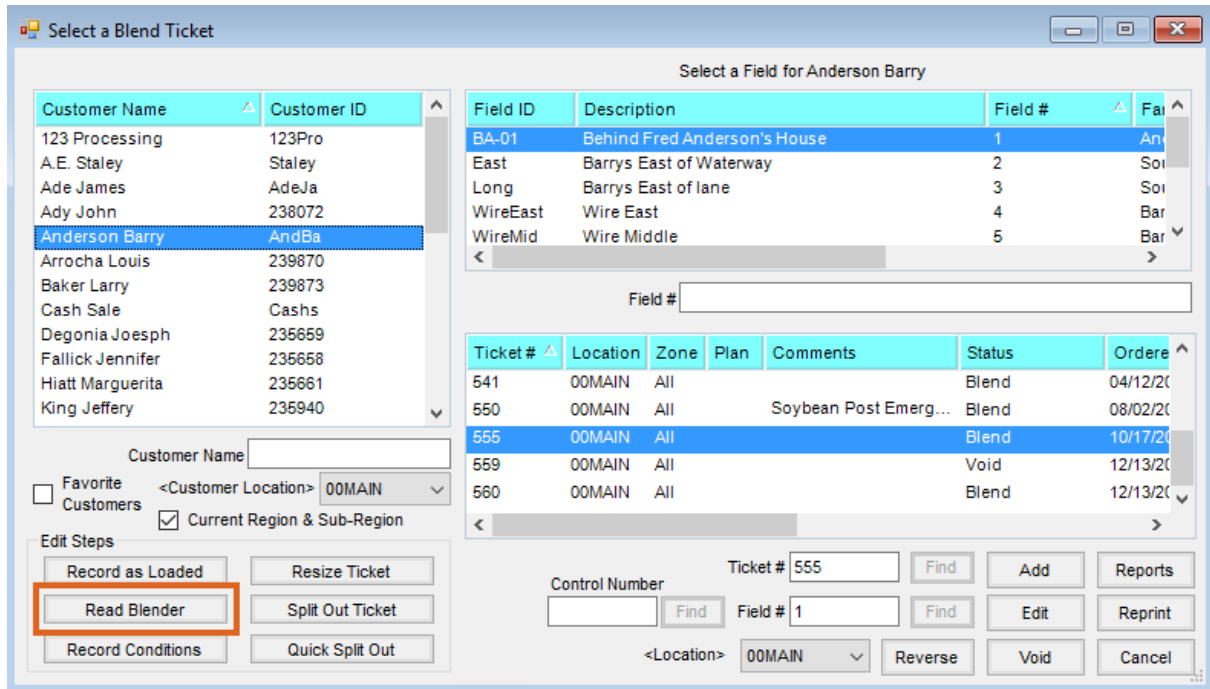 Select a Blend Ticket
Select a Field for Anderson Barry
Customer Name Customer ID
123 Processing 123Pro
A.E. Staley Staley
Ade James AdeJa
Ady John 238072
Anderson Barry AndBa
Arrocha Louis 239870
Baker Larry 239873
Cash Sale Cashs
Degonia Joesph 235659
Fallick Jennifer 235658
Hiatt Marguerita 235661
King Jeffery 235940
Customer Name
Favorite Customers
<Customer Location> 00MAIN
Current Region & Sub-Region
Edit Steps
Record as Loaded Resize Ticket
Read Blender Split Out Ticket
Record Conditions Quick Split Out
Field ID Description Field # Far
BA-01 Behind Fred Anderson's House 1 An
East Barrys East of Waterway 2 Sou
Long Barrys East of lane 3 Sou
WireEast Wire East 4 Bar
WireMid Wire Middle 5 Bar
Field #
Ticket # Location Zone Plan Comments Status Ordere
541 00MAIN All Blend 04/12/20
550 00MAIN All Soybean Post Emerg... Blend 08/02/20
555 00MAIN All Blend 10/17/20
559 00MAIN All Void 12/13/20
560 00MAIN All Blend 12/13/20
Control Number Find
Ticket # 555 Find Add Reports
Field # 1 Find Edit Reprint
<Location> 00MAIN Reverse Void Cancel